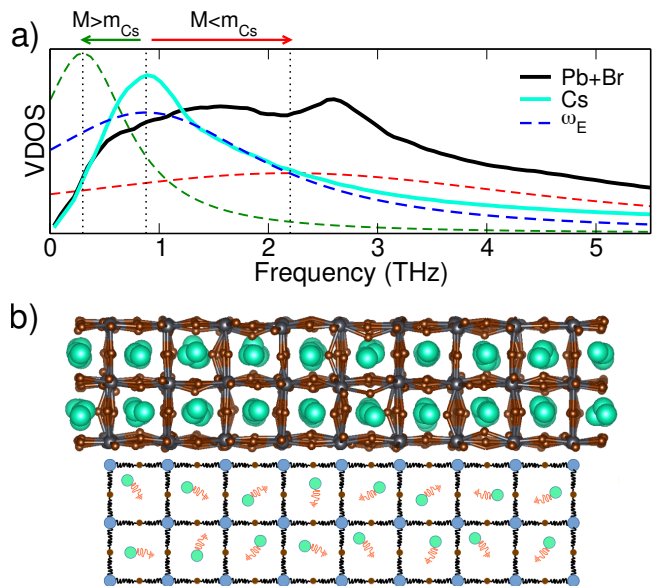 M>m_Cs M<m_Cs
a)
VDOS
Pb+Br
Cs
ω_E
0 1 2 3 4 5
Frequency (THz)
b)